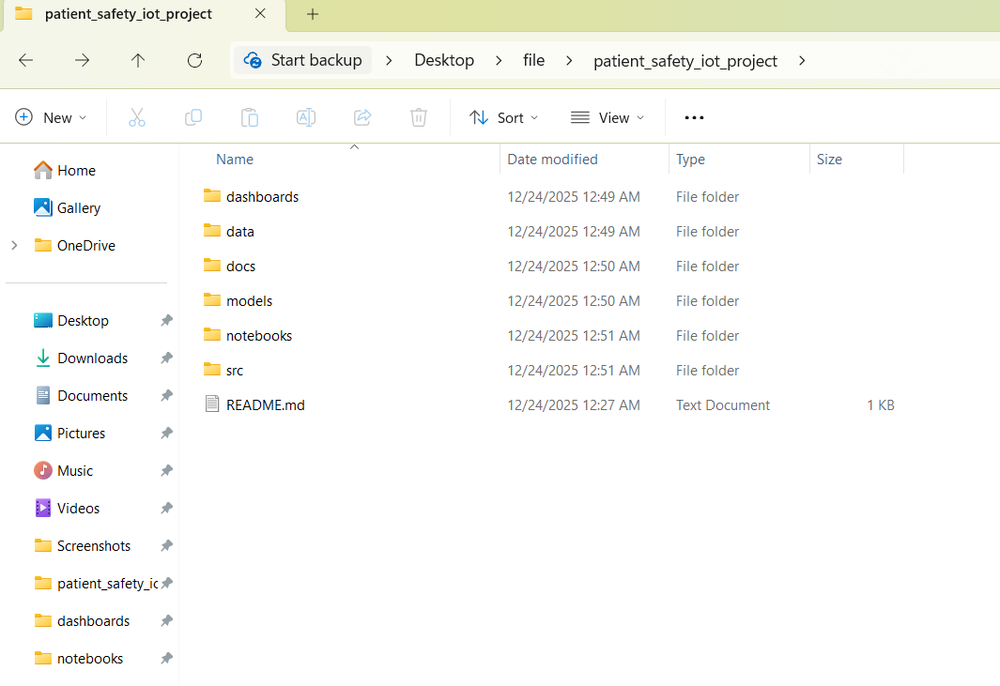 patient_safety_iot_project
Start backup Desktop file patient_safety_iot_project
New Sort View
Name Date modified Type Size
Home
Gallery
OneDrive
Desktop
Downloads
Documents
Pictures
Music
Videos
Screenshots
patient_safety_ic
dashboards
notebooks
dashboards 12/24/2025 12:49 AM File folder
data 12/24/2025 12:49 AM File folder
docs 12/24/2025 12:50 AM File folder
models 12/24/2025 12:50 AM File folder
notebooks 12/24/2025 12:51 AM File folder
src 12/24/2025 12:51 AM File folder
README.md 12/24/2025 12:27 AM Text Document 1 KB